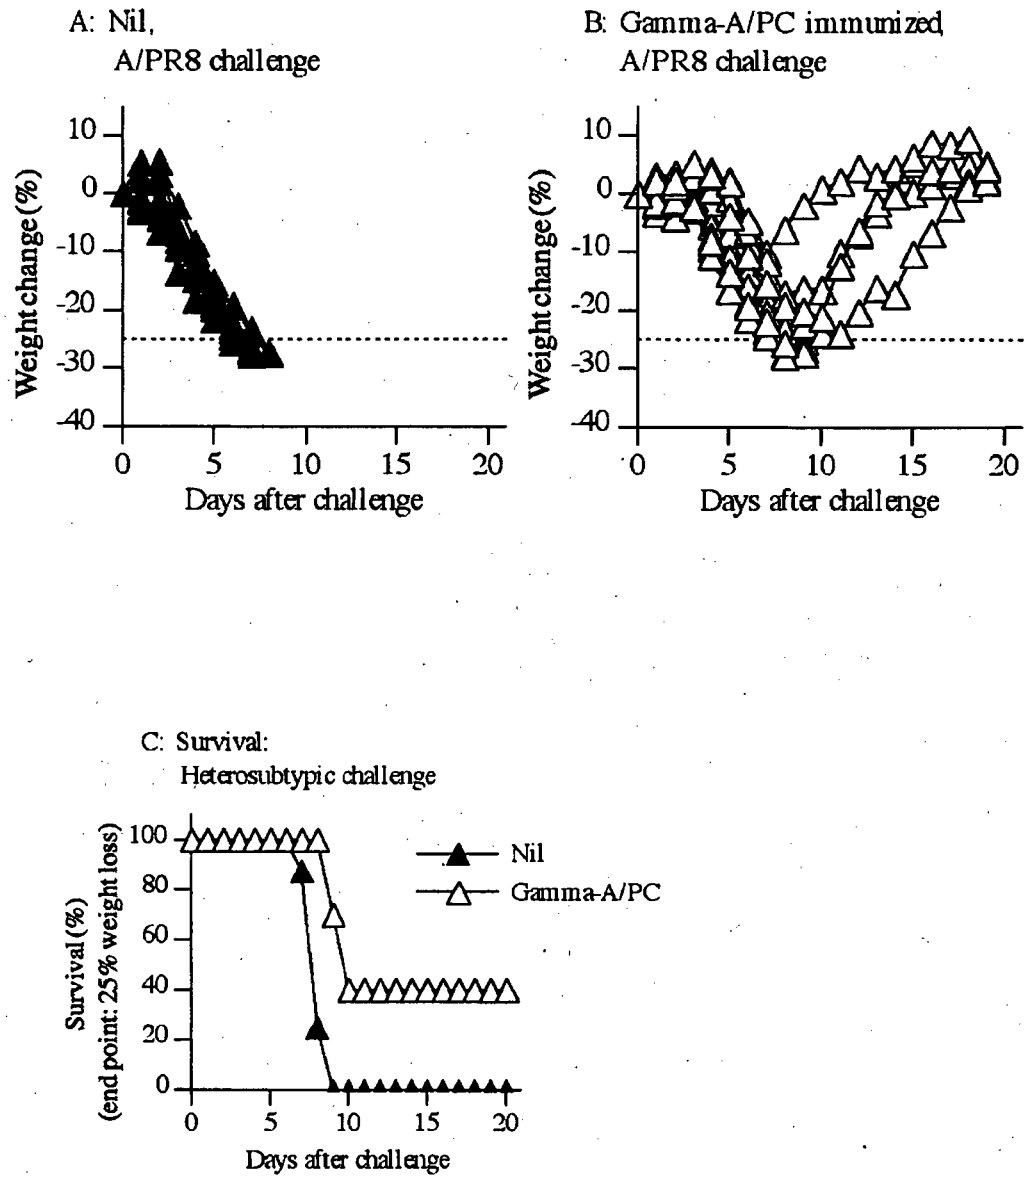 A: Nil,
A/PR8 challenge
10
0
-10
-20
-30
-40
Weight change (%)
0 5 10 15 20
Days after challenge
B: Gamma-A/PC immunized,
A/PR8 challenge
10
0
-10
-20
-30
-40
Weight change (%)
0 5 10 15 20
Days after challenge
C: Survival:
Heterosubtypic challenge
100
80
60
40
20
0
Survival (%)
(end point: 25% weight loss)
Nil
Gamma-A/PC
0 5 10 15 20
Days after challenge